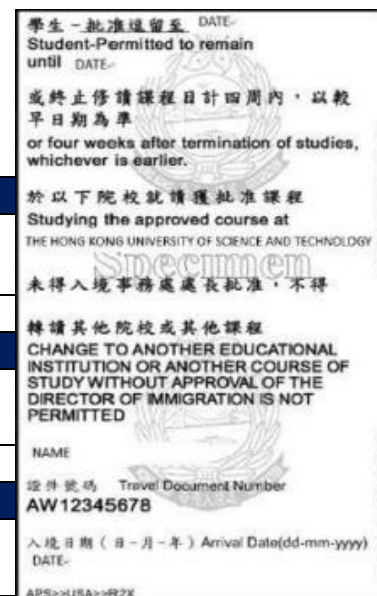 學生 - 批准逗留至 DATE
Student-Permitted to remain
until DATE
或終止修讀課程日計四周內，以較
早日期為準
or four weeks after termination of studies,
whichever is earlier.
於以下院校就讀獲批准課程
Studying the approved course at
THE HONG KONG UNIVERSITY OF SCIENCE AND TECHNOLOGY
Specimen
未得入境事務處處長批准，不得
轉讀其他院校或其他課程
CHANGE TO ANOTHER EDUCATIONAL
INSTITUTION OR ANOTHER COURSE OF
STUDY WITHOUT APPROVAL OF THE
DIRECTOR OF IMMIGRATION IS NOT
PERMITTED
NAME
證件號碼 Travel Document Number
AW12345678
入境日期（日-月-年）Arrival Date(dd-mm-yyyy)
DATE
APS>>USA>>R2X